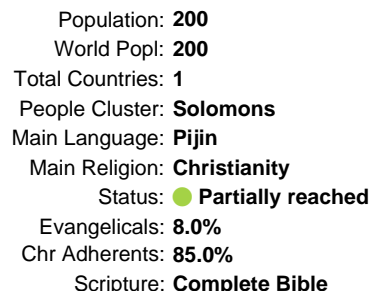 Population: 200
World Popl: 200
Total Countries: 1
People Cluster: Solomons
Main Language: Pijin
Main Religion: Christianity
Status: Partially reached
Evangelicals: 8.0%
Chr Adherents: 85.0%
Scripture: Complete Bible